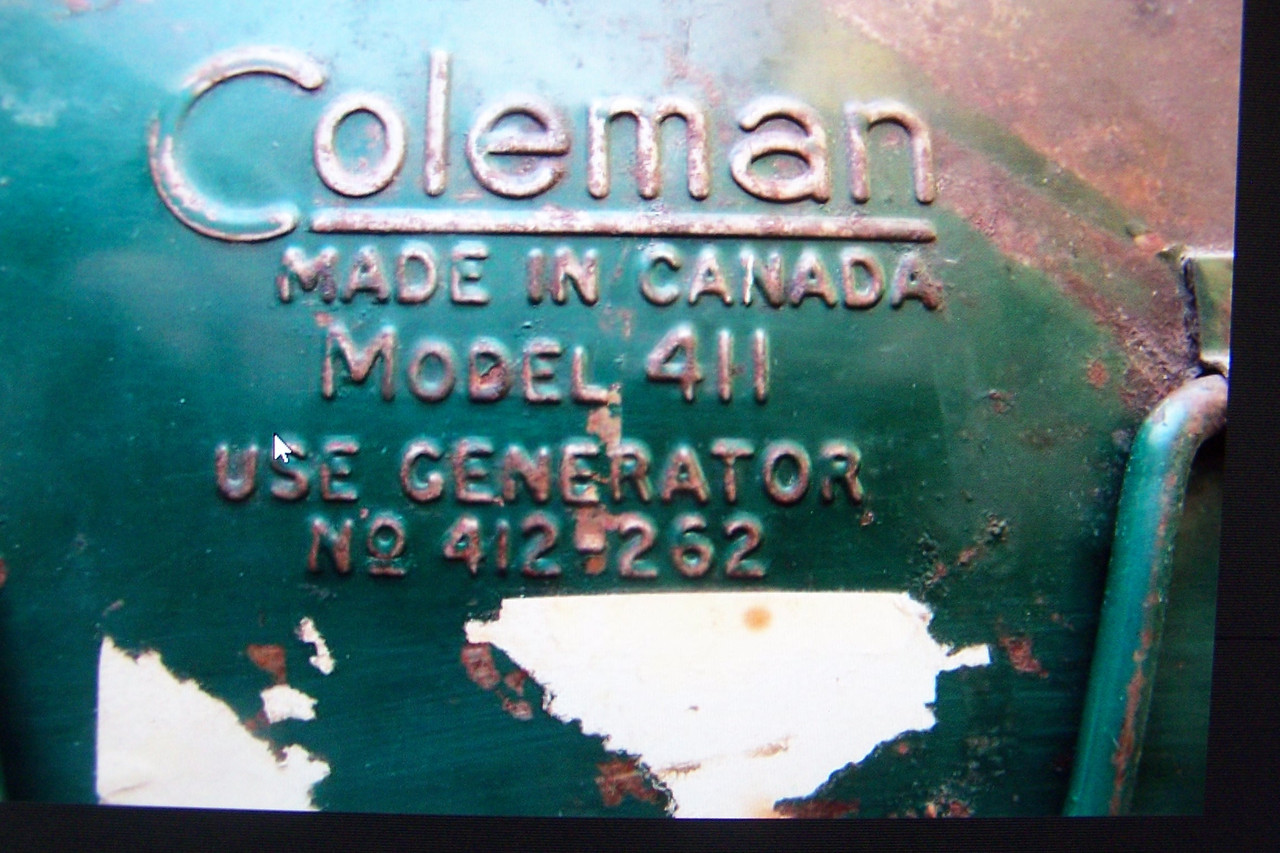 Coleman
MADE IN CANADA
MODEL 411
USE GENERATOR
Nº 412-262